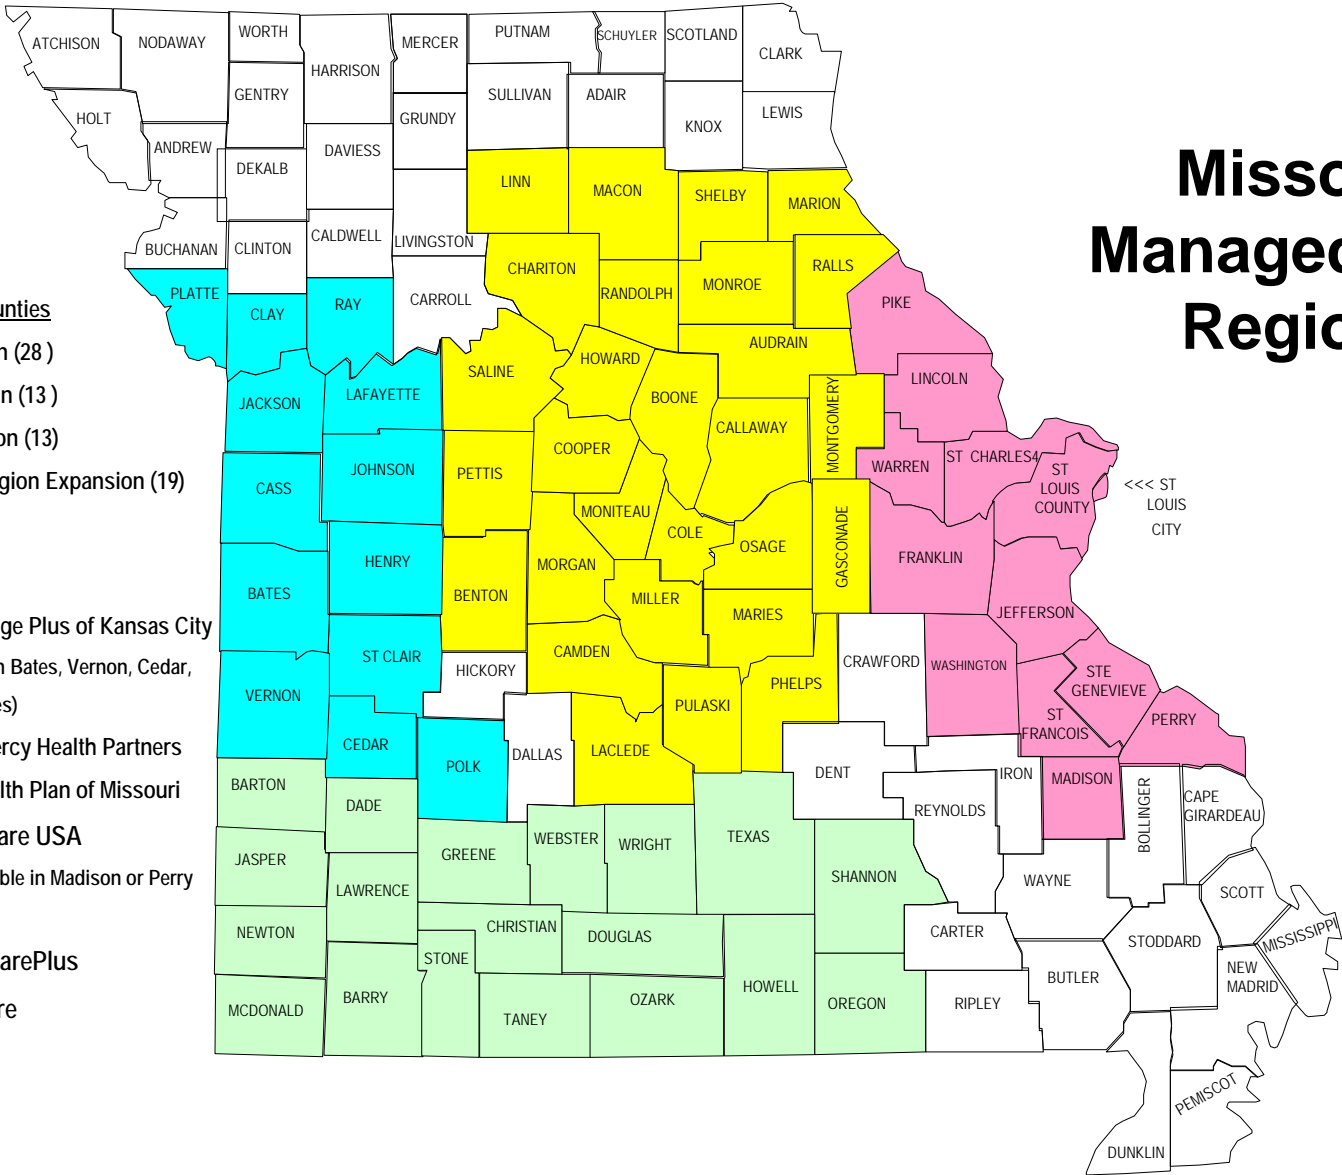 Misso
Managed
Regio
unties
n (28 )
n (13 )
on (13)
gion Expansion (19)
ge Plus of Kansas City
n Bates, Vernon, Cedar,
es)
ercy Health Partners
lth Plan of Missouri
are USA
ble in Madison or Perry
arePlus
re
ATCHISON
NODAWAY
WORTH
HARRISON
MERCER
PUTNAM
SCHUYLER
SCOTLAND
CLARK
GENTRY
SULLIVAN
ADAIR
KNOX
LEWIS
HOLT
GRUNDY
ANDREW
DEKALB
DAVIESS
LINN
MACON
SHELBY
MARION
BUCHANAN
CLINTON
CALDWELL
LIVINGSTON
CHARITON
RANDOLPH
MONROE
RALLS
PLATTE
CLAY
RAY
CARROLL
PIKE
AUDRAIN
SALINE
HOWARD
BOONE
LINCOLN
JACKSON
LAFAYETTE
CALLAWAY
MONTGOMERY
COOPER
WARREN
ST CHARLES4
ST
LOUIS
COUNTY
<<< ST
LOUIS
CITY
CASS
JOHNSON
PETTIS
MONITEAU
COLE
OSAGE
GASCONADE
FRANKLIN
BATES
HENRY
BENTON
MORGAN
MILLER
MARIES
JEFFERSON
ST CLAIR
HICKORY
CAMDEN
CRAWFORD
WASHINGTON
STE
GENEVIEVE
VERNON
PULASKI
PHELPS
ST
FRANCOIS
PERRY
CEDAR
POLK
DALLAS
LACLEDE
DENT
IRON
MADISON
BARTON
DADE
REYNOLDS
BOLLINGER
CAPE
GIRARDEAU
JASPER
GREENE
WEBSTER
WRIGHT
TEXAS
SHANNON
WAYNE
LAWRENCE
SCOTT
NEWTON
CHRISTIAN
DOUGLAS
CARTER
STODDARD
MISSISSIPPI
STONE
NEW
MADRID
BUTLER
MCDONALD
BARRY
TANEY
OZARK
HOWELL
OREGON
RIPLEY
PEMISCOT
DUNKLIN